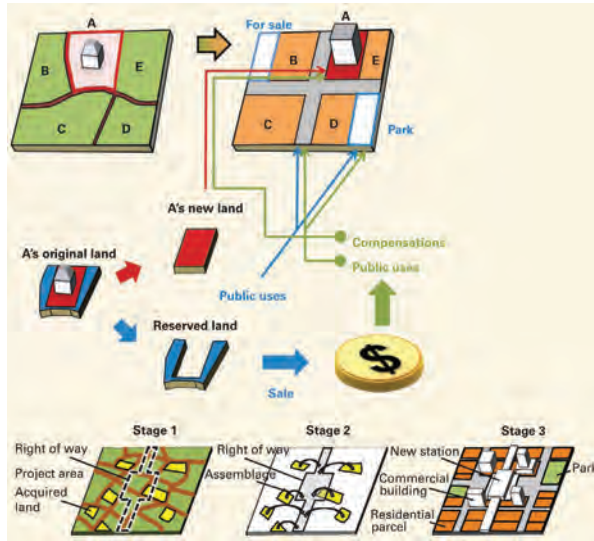 A
B
E
C
D
For sale
A
B
E
C
D
Park
A's new land
A's original land
Compensations
Public uses
Public uses
Reserved land
$
Sale
Stage 1
Right of way
Project area
Acquired
land
Stage 2
Right of way
Assemblage
Stage 3
New station
Commercial
building
Residential
parcel
Park